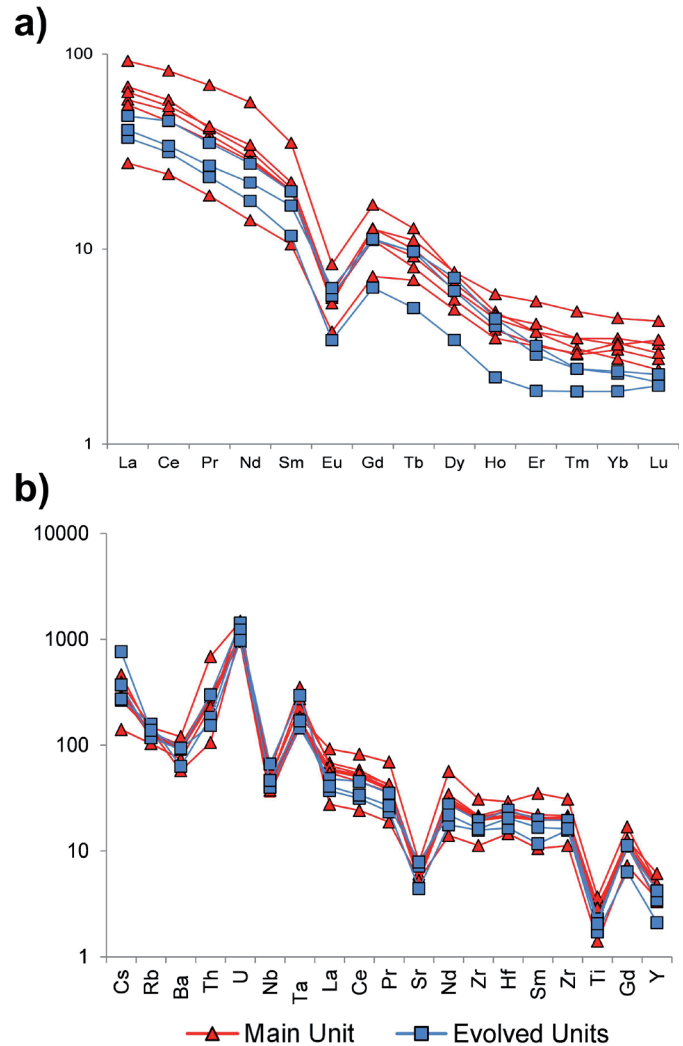 a)
100
10
1
La Ce Pr Nd Sm Eu Gd Tb Dy Ho Er Tm Yb Lu
b)
10000
1000
100
10
1
Cs Rb Ba Th U Nb Ta La Ce Pr Sr Nd Zr Hf Sm Zr Ti Gd Y
Main Unit Evolved Units